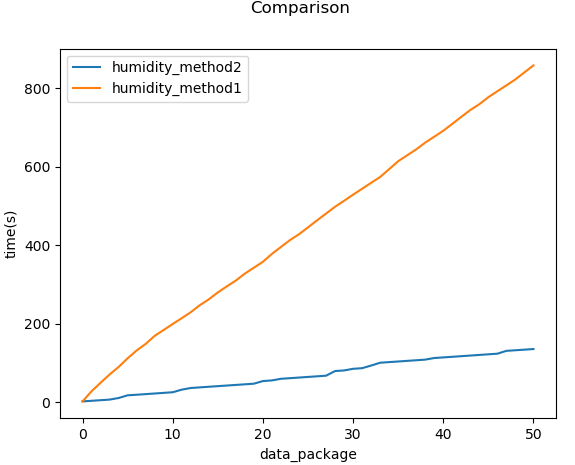 Comparison
humidity_method2
humidity_method1
800
600
400
200
0
time(s)
0 10 20 30 40 50
data_package